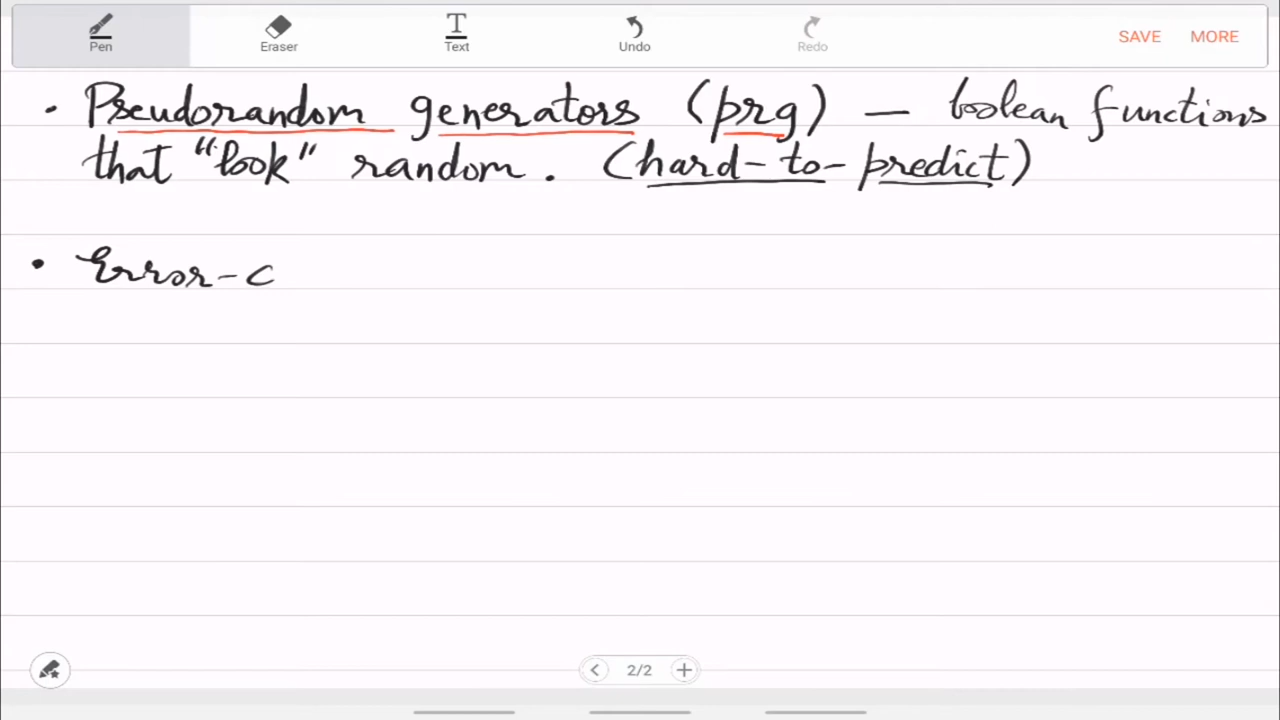 Pen Eraser Text Undo Redo SAVE MORE
• Pseudorandom generators (prg) — boolean functions
that "look" random. (hard-to-predict)
• Error-c
2/2